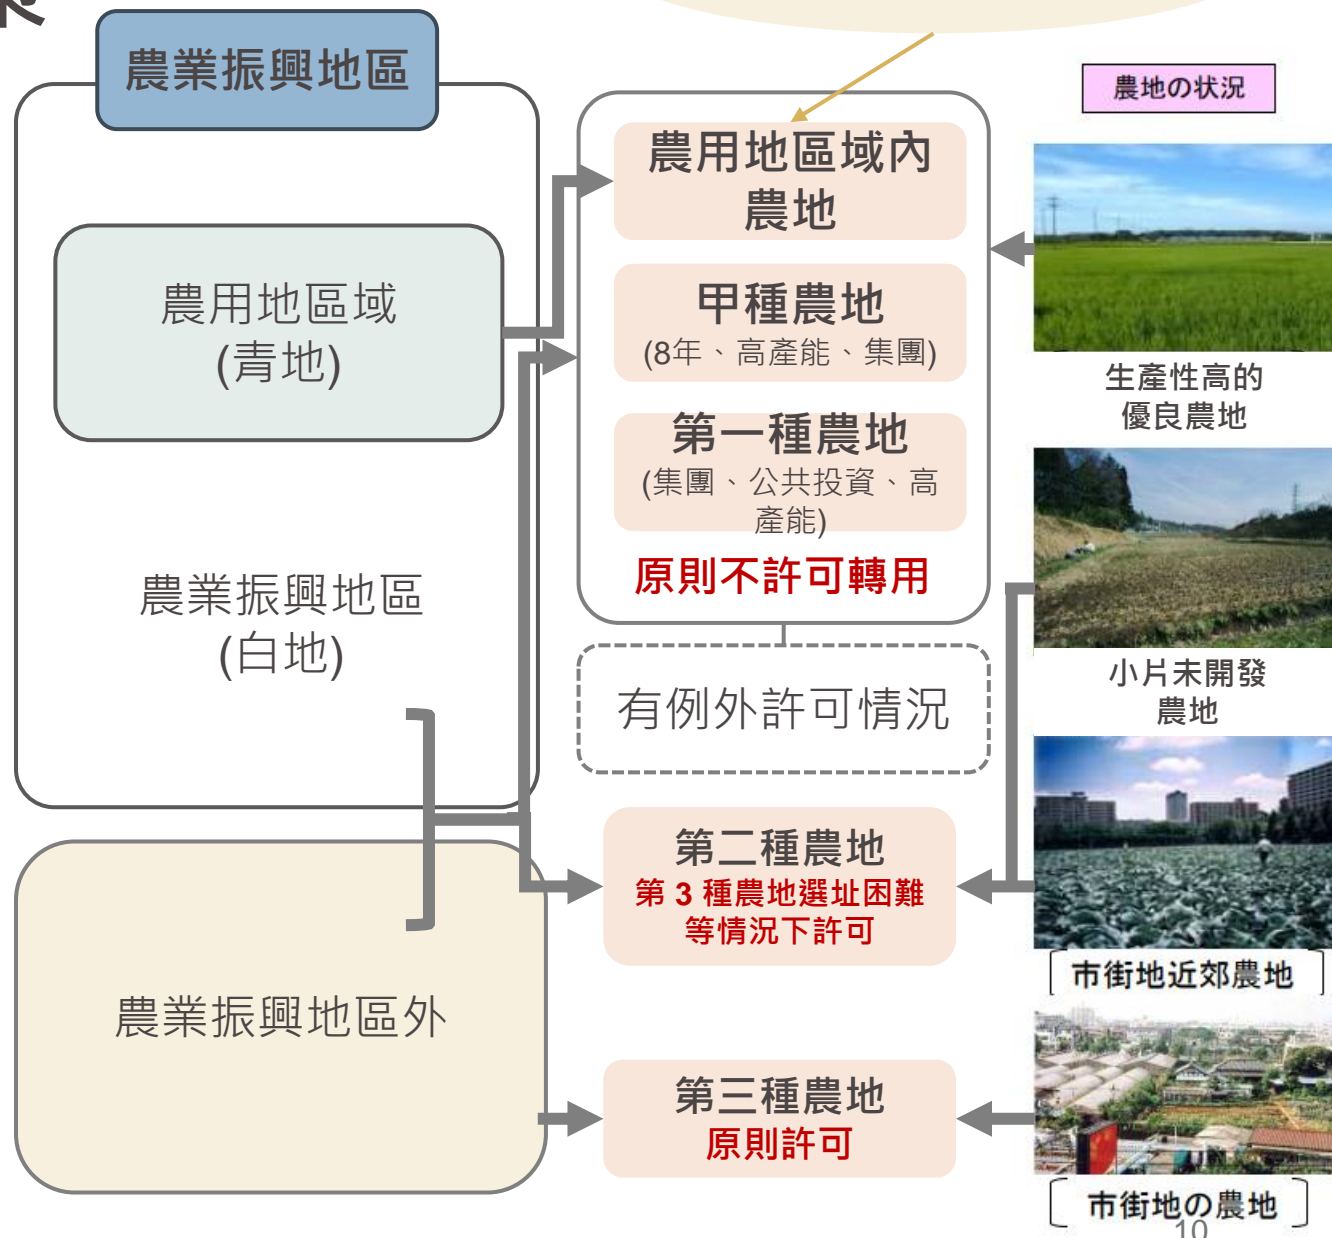 農業振興地區
農用地區域
(青地)
農業振興地區
(白地)
農業振興地區外
農用地區域內
農地
甲種農地
(8年、高產能、集團)
第一種農地
(集團、公共投資、高
產能)
原則不許可轉用
有例外許可情況
第二種農地
第 3 種農地選址困難
等情況下許可
第三種農地
原則許可
農地の状況
生產性高的
優良農地
小片未開發
農地
市街地近郊農地
市街地の農地
10